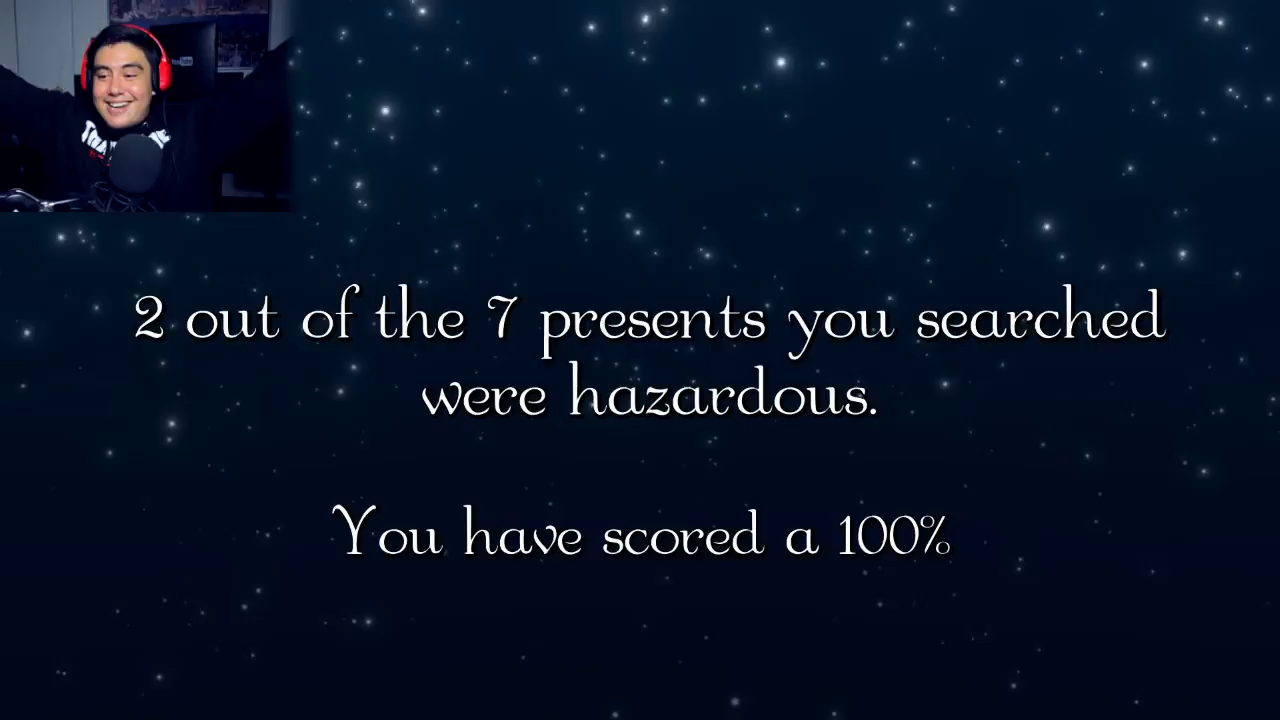 2 out of the 7 presents you searched
were hazardous.
You have scored a 100%